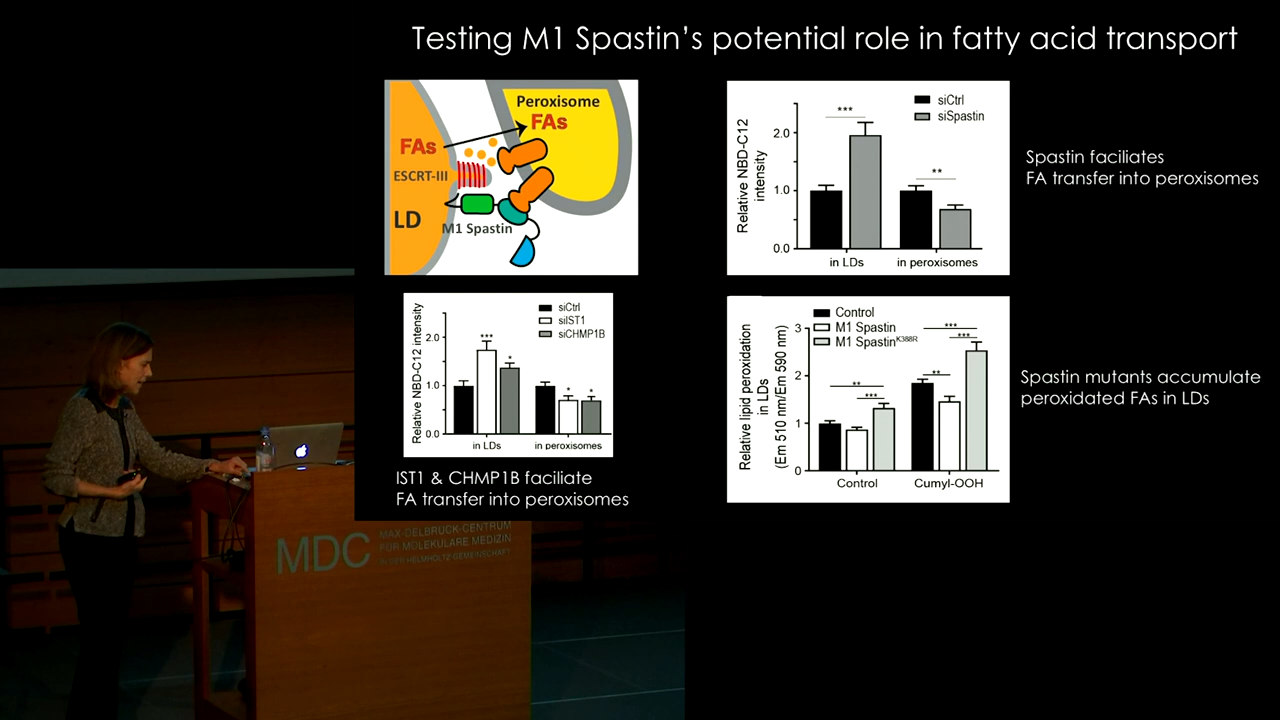 Testing M1 Spastin's potential role in fatty acid transport
Peroxisome
FAs
FAs
ESCRT-III
LD
M1 Spastin
siCtrl
siSpastin
Relative NBD-C12
intensity
2.0
1.0
0.0
***
**
in LDs
in peroxisomes
Spastin faciliates
FA transfer into peroxisomes
siCtrl
siIST1
siCHMP1B
Relative NBD-C12 intensity
2.0
1.0
0.0
***
*
*
*
in LDs
in peroxisomes
IST1 & CHMP1B faciliate
FA transfer into peroxisomes
Control
M1 Spastin
M1 SpastinK388R
Relative lipid peroxidation
in LDs
(Em 510 nm/Em 590 nm)
3
2
1
0
**
***
***
***
**
Control
Cumyl-OOH
Spastin mutants accumulate
peroxidated FAs in LDs
MDC
MAX-DELBRÜCK-CENTRUM
FÜR MOLEKULARE MEDIZIN
IN DER HELMHOLTZ-GEMEINSCHAFT